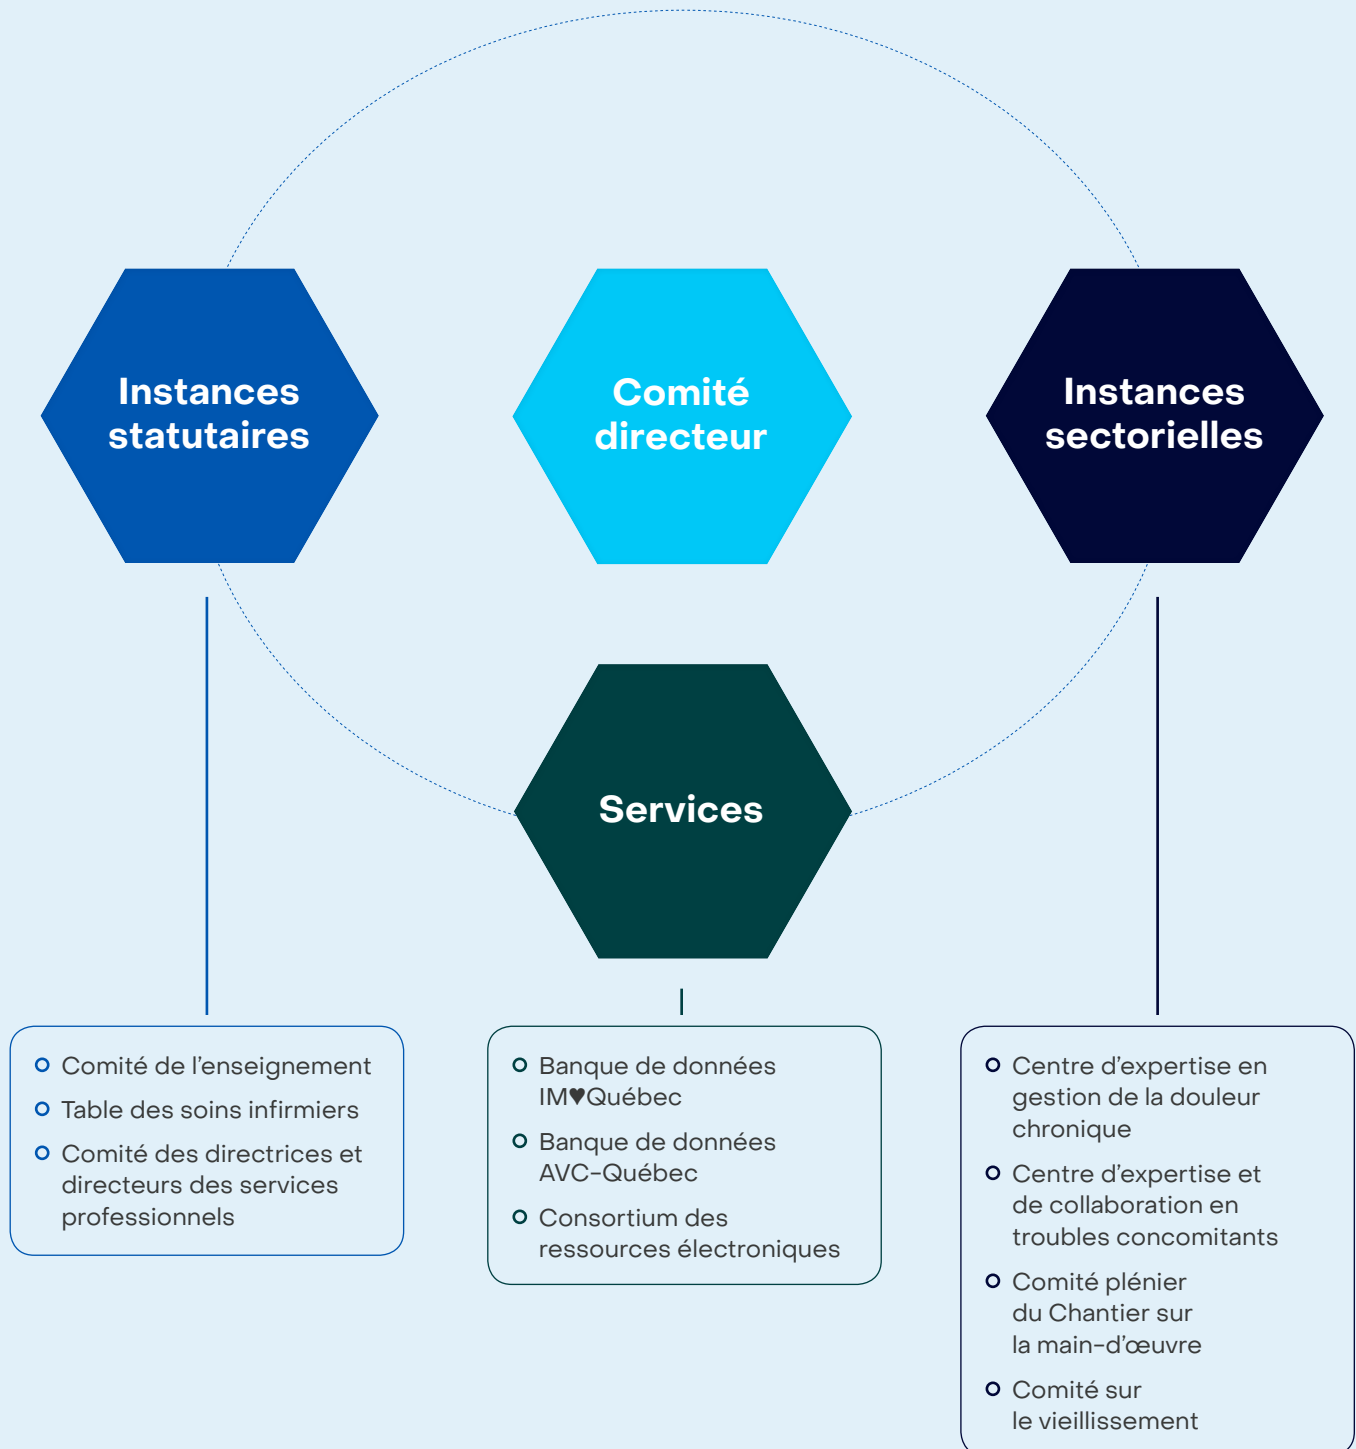 Instances
statutaires
Comité
directeur
Instances
sectorielles
Services
Comité de l’enseignement
Table des soins infirmiers
Comité des directrices et
directeurs des services
professionnels
Banque de données
IM♥Québec
Banque de données
AVC-Québec
Consortium des
ressources électroniques
Centre d’expertise en
gestion de la douleur
chronique
Centre d’expertise et
de collaboration en
troubles concomitants
Comité plénier
du Chantier sur
la main-d’œuvre
Comité sur
le vieillissement